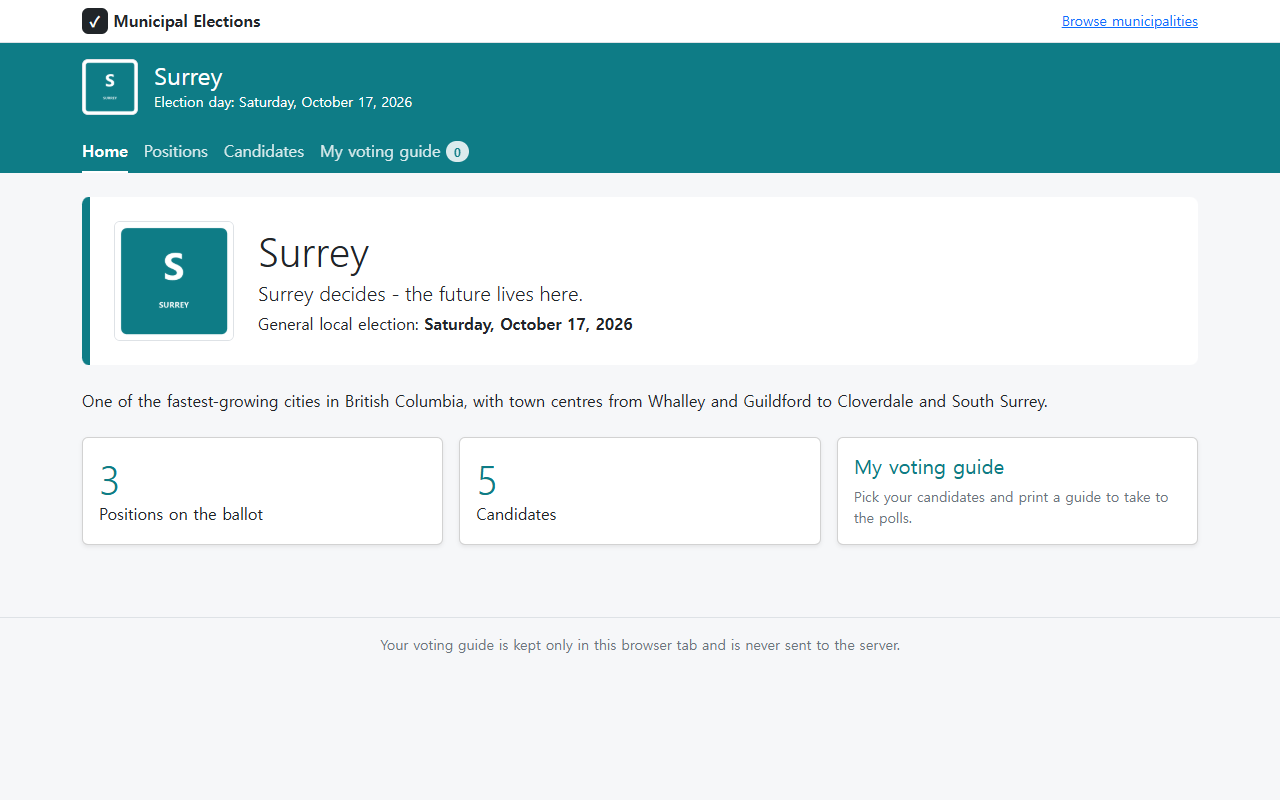 ✓ Municipal Elections
Browse municipalities
S
SURREY
Surrey
Election day: Saturday, October 17, 2026
Home
Positions
Candidates
My voting guide 0
S
SURREY
Surrey
Surrey decides - the future lives here.
General local election: Saturday, October 17, 2026
One of the fastest-growing cities in British Columbia, with town centres from Whalley and Guildford to Cloverdale and South Surrey.
3
Positions on the ballot
5
Candidates
My voting guide
Pick your candidates and print a guide to take to
the polls.
Your voting guide is kept only in this browser tab and is never sent to the server.